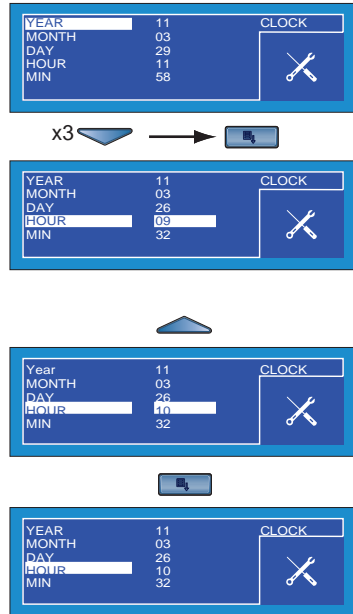 YEAR 11 CLOCK
MONTH 03
DAY 29
HOUR 11
MIN 58
x3
YEAR 11 CLOCK
MONTH 03
DAY 26
HOUR 09
MIN 32
Year 11 CLOCK
MONTH 03
DAY 26
HOUR 10
MIN 32
YEAR 11 CLOCK
MONTH 03
DAY 26
HOUR 10
MIN 32